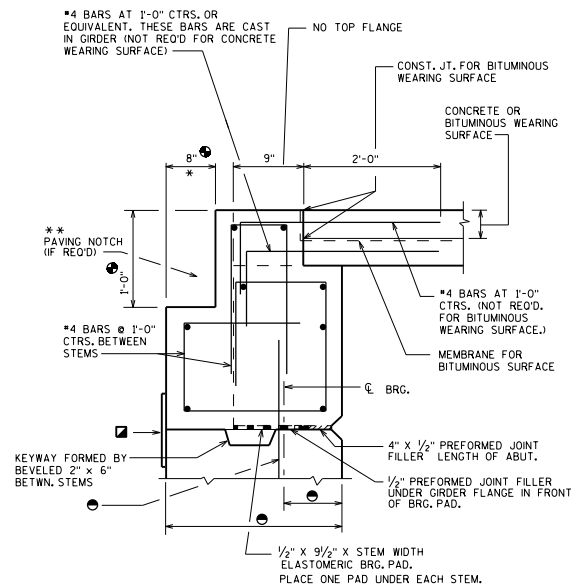 #4 BARS AT 1'-0" CTRS. OR
EQUIVALENT. THESE BARS ARE CAST
IN GIRDER (NOT REQ'D FOR CONCRETE
WEARING SURFACE)
NO TOP FLANGE
CONST. JT. FOR BITUMINOUS
WEARING SURFACE
CONCRETE OR
BITUMINOUS WEARING
SURFACE
8"
*
9"
2'-0"
**
PAVING NOTCH
(IF REQ'D)
1'-0"
#4 BARS @ 1'-0"
CTRS. BETWEEN
STEMS
#4 BARS AT 1'-0"
CTRS. (NOT REQ'D.
FOR BITUMINOUS
WEARING SURFACE.)
MEMBRANE FOR
BITUMINOUS SURFACE
℄ BRG.
KEYWAY FORMED BY
BEVELED 2" x 6"
BETWN. STEMS
4" X ½" PREFORMED JOINT
FILLER LENGTH OF ABUT.
½" PREFORMED JOINT FILLER
UNDER GIRDER FLANGE IN FRONT
OF BRG. PAD.
½" X 9½" X STEM WIDTH
ELASTOMERIC BRG. PAD.
PLACE ONE PAD UNDER EACH STEM.